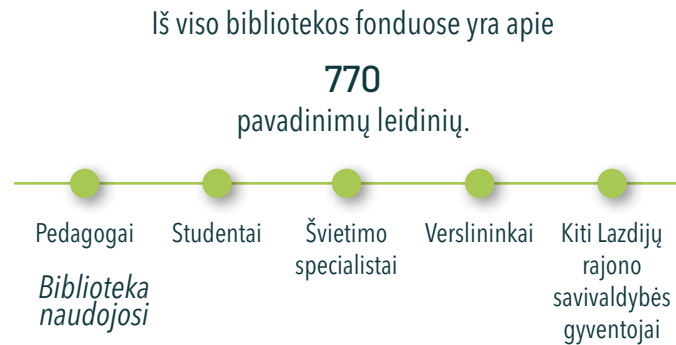 Iš viso bibliotekos fonduose yra apie
770
pavadinimų leidinių.
Pedagogai
Studentai
Švietimo
specialistai
Verslininkai
Kiti Lazdijų
rajono
savivaldybės
gyventojai
Biblioteka
naudojosi